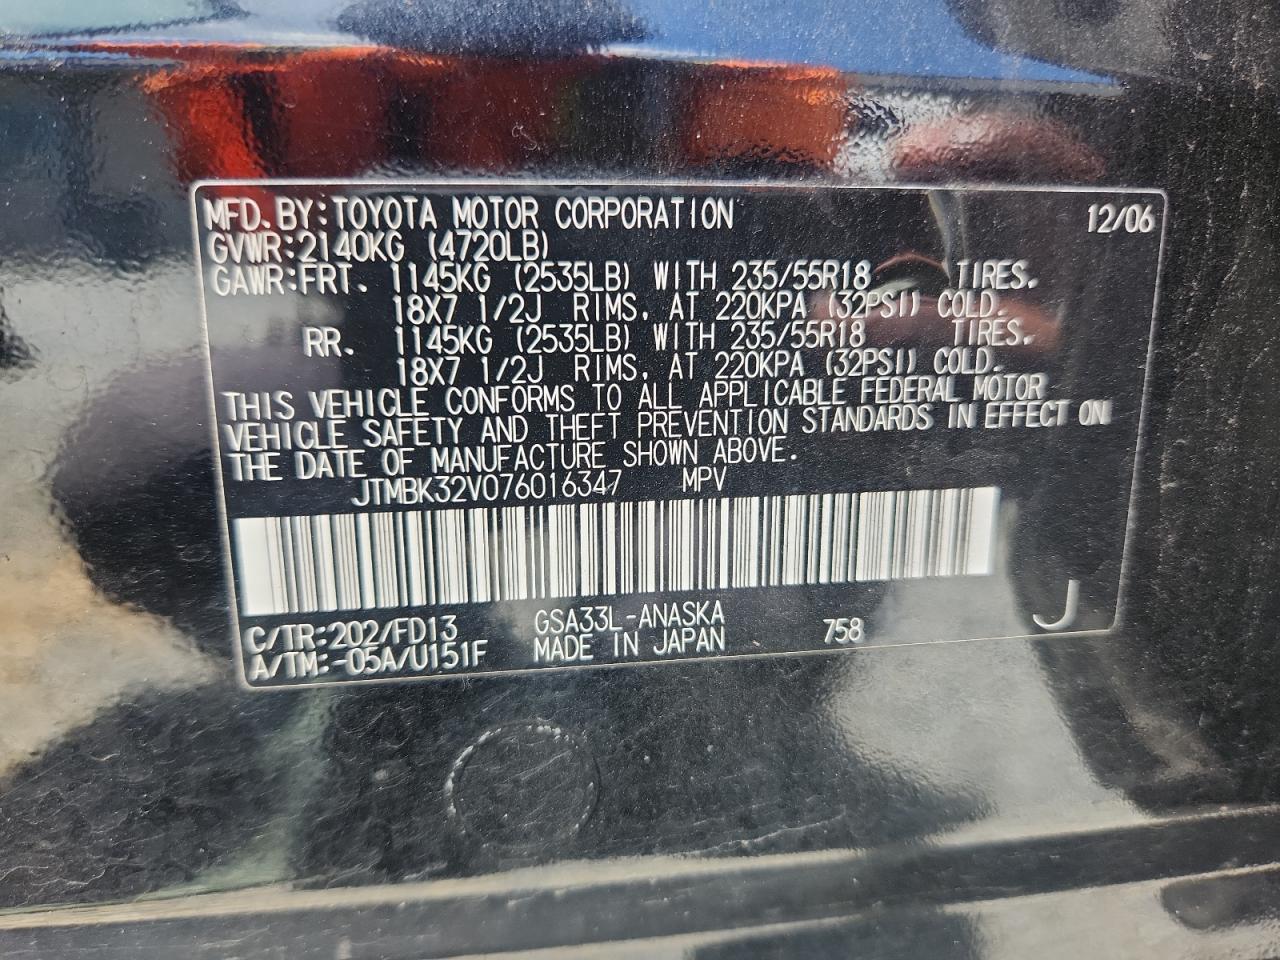 MFD. BY: TOYOTA MOTOR CORPORATION 12/06
GVWR: 2140KG (4720LB)
GAWR: FRT. 1145KG (2535LB) WITH 235/55R18 TIRES.
18X7 1/2J RIMS, AT 220KPA (32PSI) COLD.
RR. 1145KG (2535LB) WITH 235/55R18 TIRES.
18X7 1/2J RIMS, AT 220KPA (32PSI) COLD.
THIS VEHICLE CONFORMS TO ALL APPLICABLE FEDERAL MOTOR
VEHICLE SAFETY AND THEFT PREVENTION STANDARDS IN EFFECT ON
THE DATE OF MANUFACTURE SHOWN ABOVE.
JTMBK32V076016347 MPV
C/TR: 202/FD13 GSA33L-ANASKA 758 J
A/TM: -05A/U151F MADE IN JAPAN